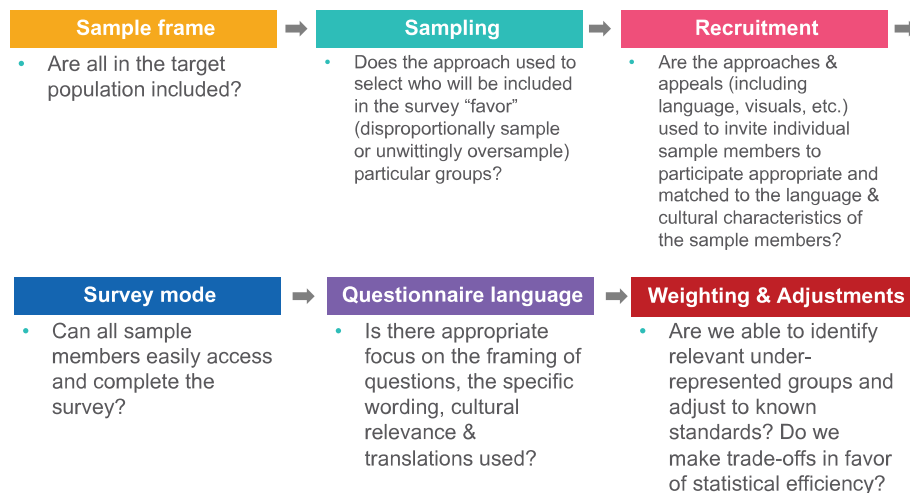 Sample frame
• Are all in the target
population included?
Sampling
• Does the approach used to
select who will be included
in the survey “favor”
(disproportionally sample
or unwittingly oversample)
particular groups?
Recruitment
• Are the approaches &
appeals (including
language, visuals, etc.)
used to invite individual
sample members to
participate appropriate and
matched to the language &
cultural characteristics of
the sample members?
Survey mode
• Can all sample
members easily access
and complete the
survey?
Questionnaire language
• Is there appropriate
focus on the framing of
questions, the specific
wording, cultural
relevance &
translations used?
Weighting & Adjustments
• Are we able to identify
relevant under-
represented groups and
adjust to known
standards? Do we
make trade-offs in favor
of statistical efficiency?